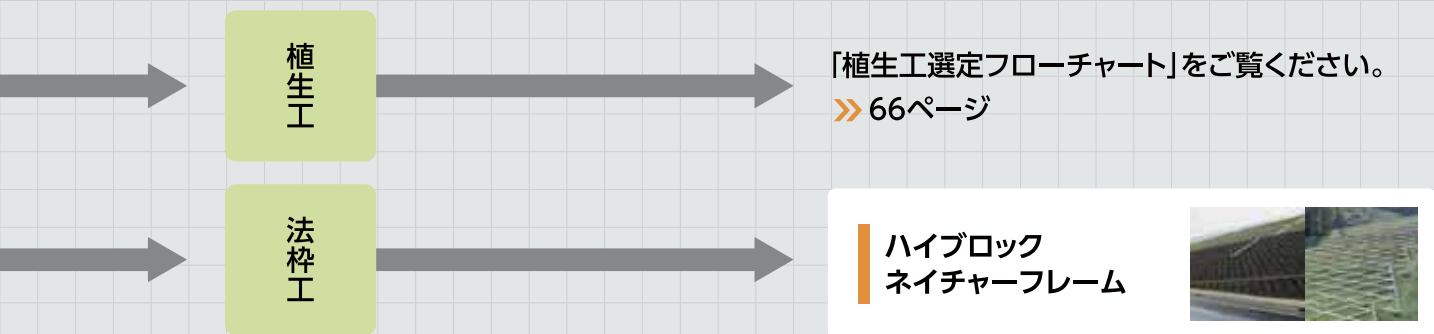 植生工
「植生工選定フローチャート」をご覧ください。
66ページ
法枠工
ハイブロック
ネイチャーフレーム